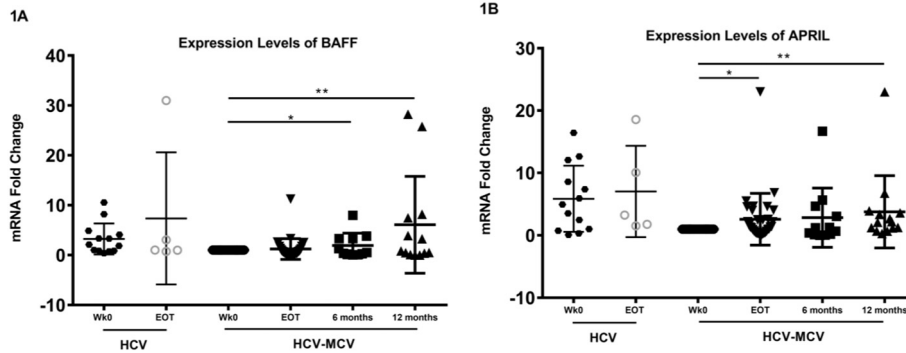 1A
Expression Levels of BAFF
mRNA Fold Change
40
30
20
10
0
-10
**
*
Wk0 EOT Wk0 EOT 6 months 12 months
HCV HCV-MCV
1B
Expression Levels of APRIL
mRNA Fold Change
30
20
10
0
-10
**
*
Wk0 EOT Wk0 EOT 6 months 12 months
HCV HCV-MCV